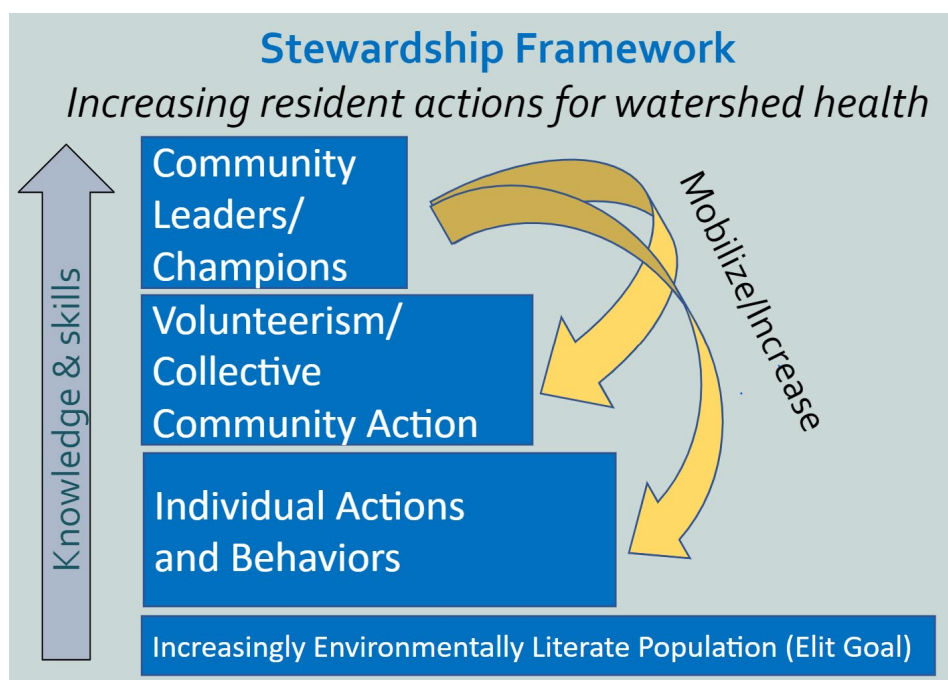 Stewardship Framework
Increasing resident actions for watershed health
Community
Leaders/
Champions
Volunteerism/
Collective
Community Action
Individual Actions
and Behaviors
Increasingly Environmentally Literate Population (Elit Goal)
Knowledge & skills
Mobilize/Increase